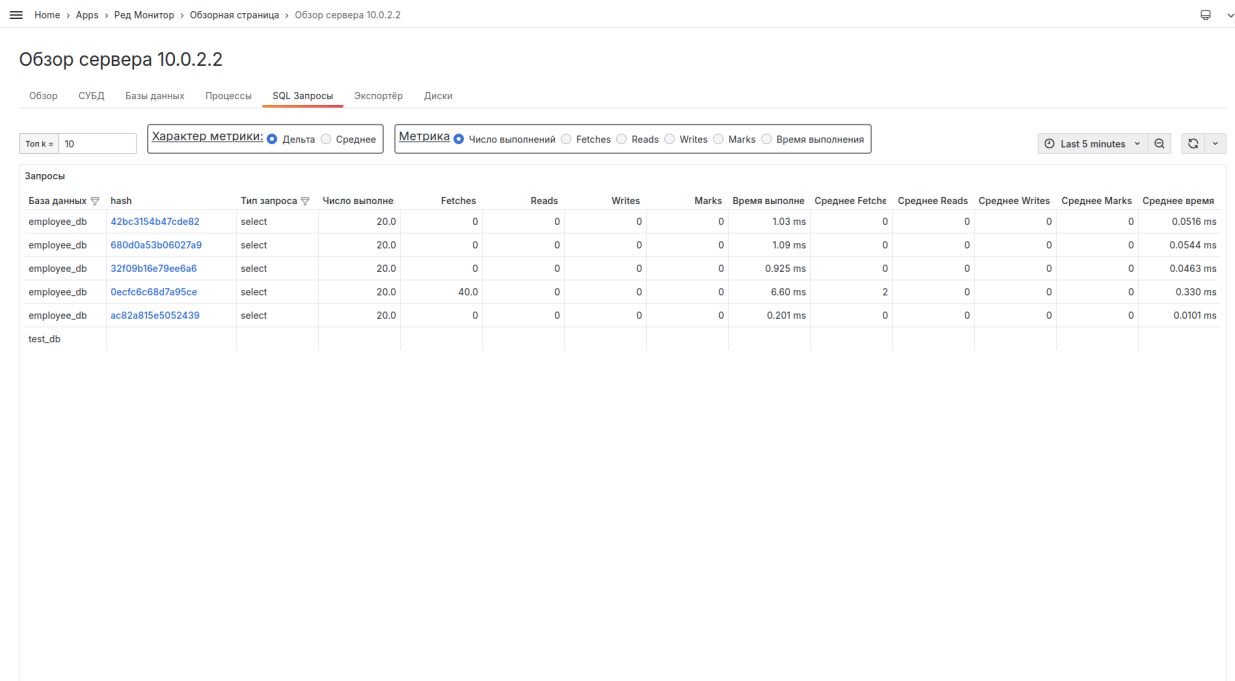 Home › Apps › Ред Монитор › Обзорная страница › Обзор сервера 10.0.2.2
Обзор сервера 10.0.2.2
Обзор СУБД Базы данных Процессы SQL Запросы Экспортёр Диски
Топ k = 10 Характер метрики: Дельта Среднее Метрика Число выполнений Fetches Reads Writes Marks Время выполнения Last 5 minutes
Запросы
База данных hash Тип запроса Число выполне Fetches Reads Writes Marks Время выполне Среднее Fetche Среднее Reads Среднее Writes Среднее Marks Среднее время
employee_db 42bc3154b47cde82 select 20.0 0 0 0 0 1.03 ms 0 0 0 0 0.0516 ms
employee_db 680d0a53b06027a9 select 20.0 0 0 0 0 1.09 ms 0 0 0 0 0.0544 ms
employee_db 32f09b16e79ee6a6 select 20.0 0 0 0 0 0.925 ms 0 0 0 0 0.0463 ms
employee_db 0ecfc6c68d7a95ce select 20.0 40.0 0 0 0 6.60 ms 2 0 0 0 0.330 ms
employee_db ac82a815e5052439 select 20.0 0 0 0 0 0.201 ms 0 0 0 0 0.0101 ms
test_db